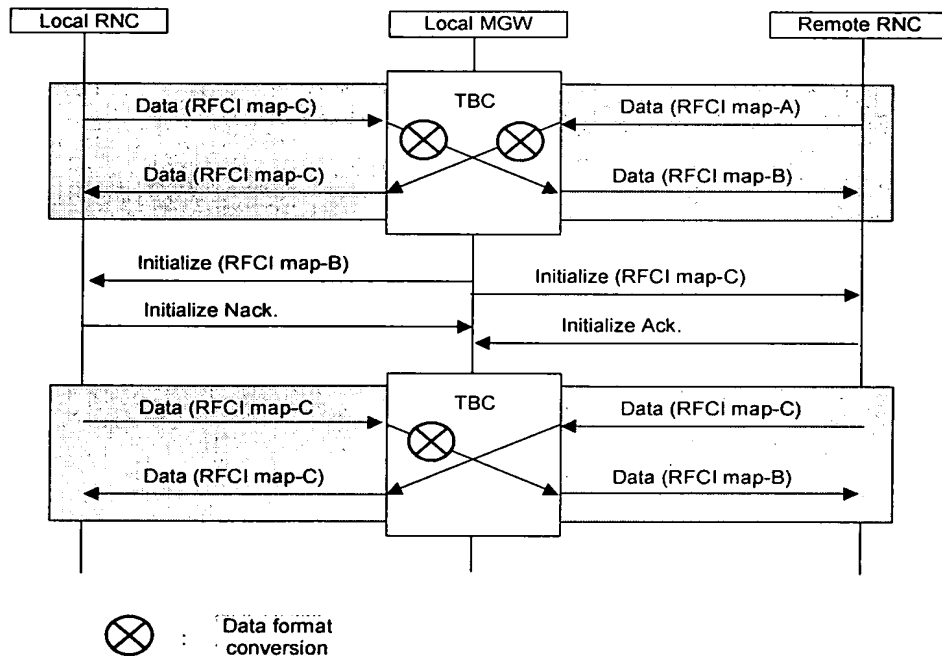 Local RNC
Local MGW
Remote RNC
TBC
Data (RFCI map-C)
Data (RFCI map-A)
Data (RFCI map-C)
Data (RFCI map-B)
Initialize (RFCI map-B)
Initialize (RFCI map-C)
Initialize Nack.
Initialize Ack.
TBC
Data (RFCI map-C
Data (RFCI map-C)
Data (RFCI map-C)
Data (RFCI map-B)
: Data format
conversion